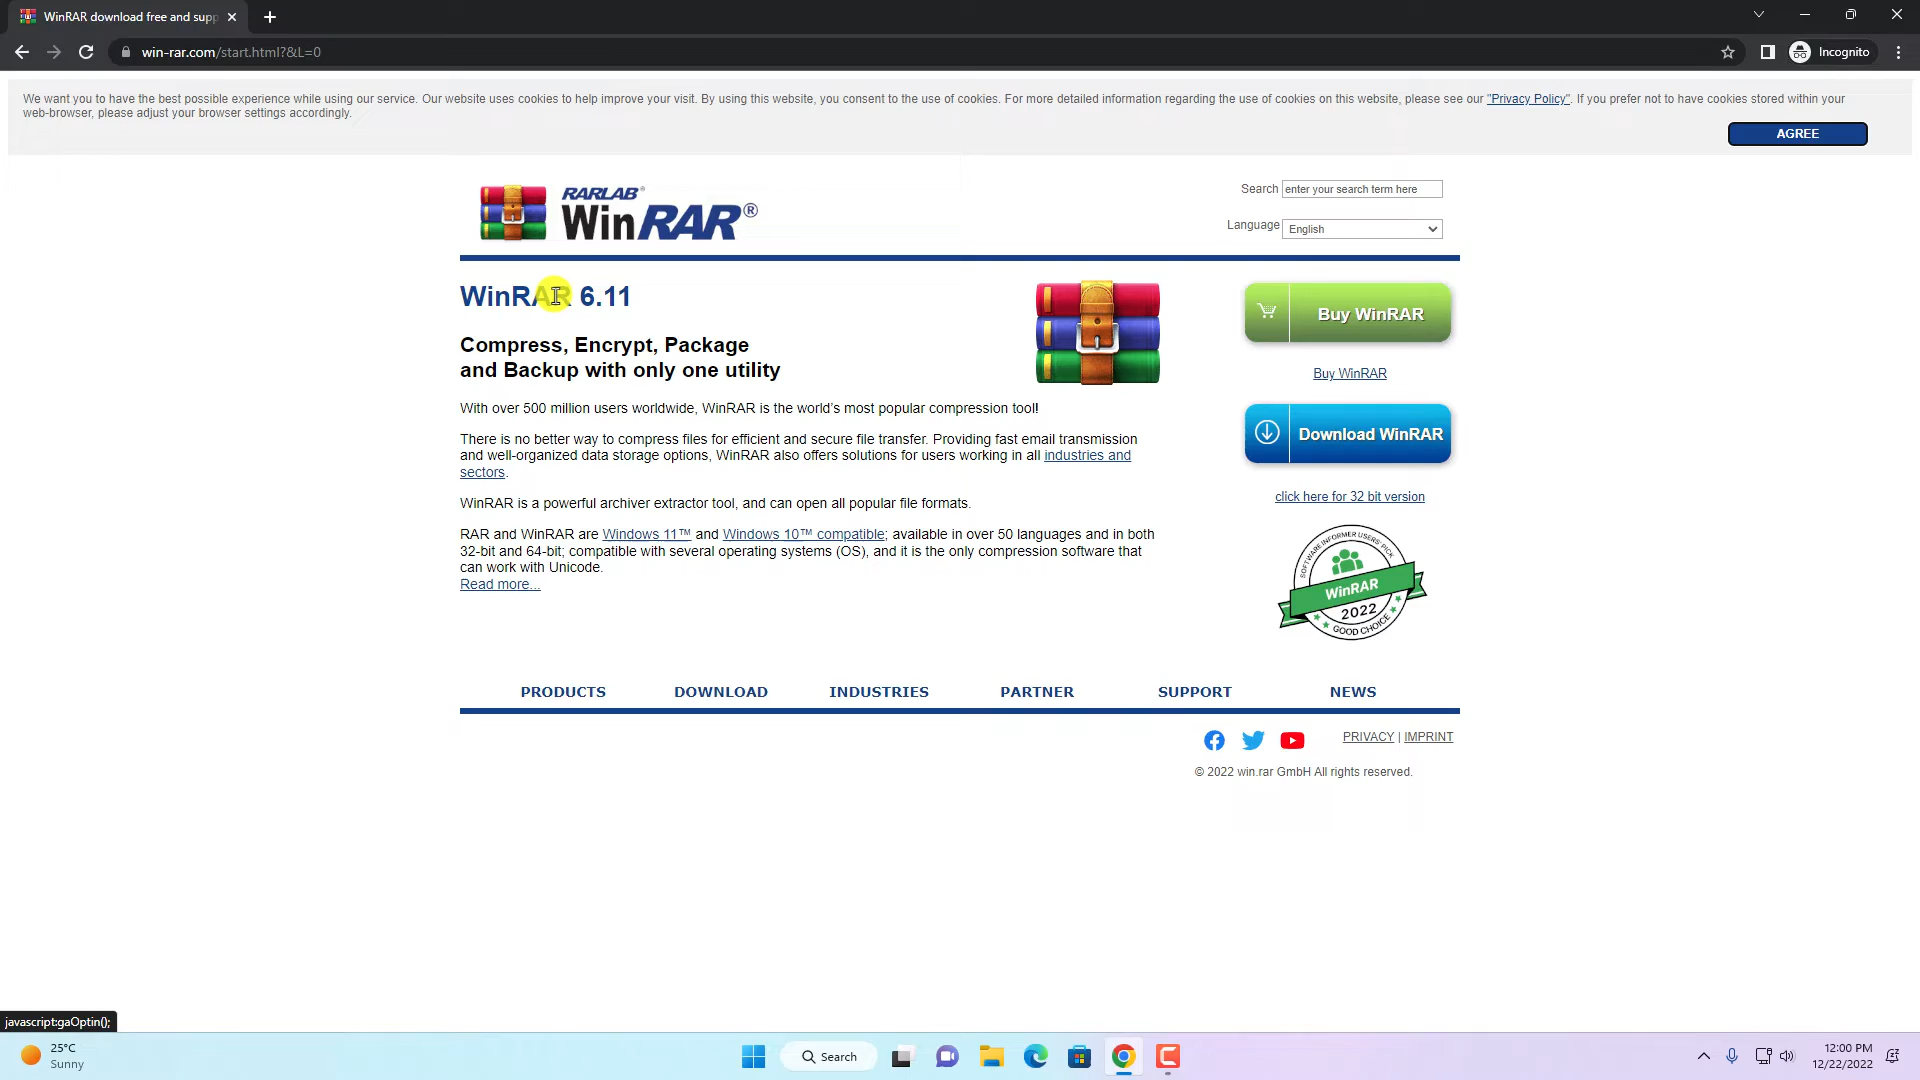 WinRAR download free and supp
win-rar.com/start.html?&L=0
Incognito
We want you to have the best possible experience while using our service. Our website uses cookies to help improve your visit. By using this website, you consent to the use of cookies. For more detailed information regarding the use of cookies on this website, please see our "Privacy Policy". If you prefer not to have cookies stored within your
web-browser, please adjust your browser settings accordingly.
AGREE
RARLAB®
WinRAR®
Search enter your search term here
Language English
WinRAR 6.11
Compress, Encrypt, Package
and Backup with only one utility
With over 500 million users worldwide, WinRAR is the world’s most popular compression tool!
There is no better way to compress files for efficient and secure file transfer. Providing fast email transmission
and well-organized data storage options, WinRAR also offers solutions for users working in all industries and
sectors.
WinRAR is a powerful archiver extractor tool, and can open all popular file formats.
RAR and WinRAR are Windows 11™ and Windows 10™ compatible; available in over 50 languages and in both
32-bit and 64-bit; compatible with several operating systems (OS), and it is the only compression software that
can work with Unicode.
Read more...
Buy WinRAR
Buy WinRAR
Download WinRAR
click here for 32 bit version
SOFTWARE INFORMER USERS' PICK
WinRAR
2022
GOOD CHOICE
PRODUCTS DOWNLOAD INDUSTRIES PARTNER SUPPORT NEWS
PRIVACY | IMPRINT
© 2022 win.rar GmbH All rights reserved.
javascript:gaOptin();
25°C
Sunny
Search
12:00 PM
12/22/2022